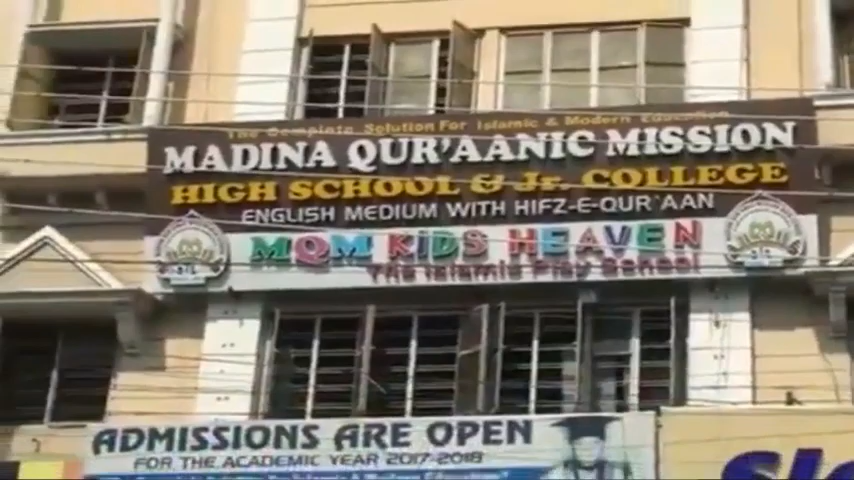 The Complete Solution For Islamic & Modern Education
MADINA QUR'AANIC MISSION
HIGH SCHOOL & Jr. COLLEGE
ENGLISH MEDIUM WITH HIFZ-E-QUR'AAN
MQM KiDS HEAVEN
The Islamic Play School
ADMISSIONS ARE OPEN
FOR THE ACADEMIC YEAR 2017-2018